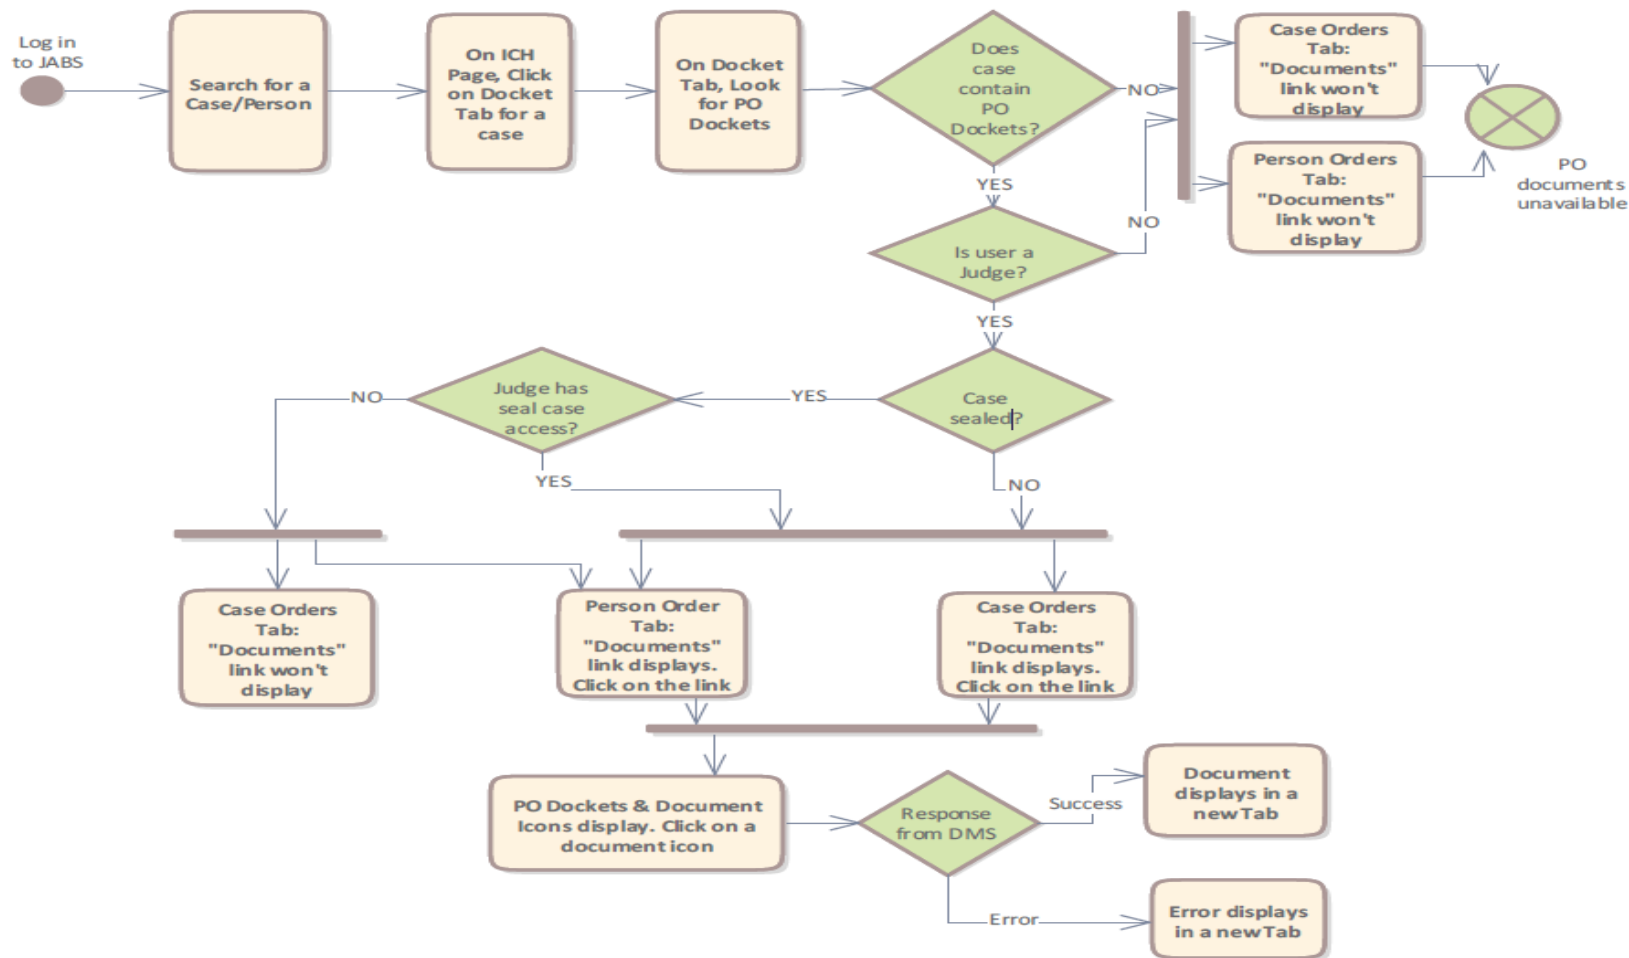 Log in
to JABS
Search for a
Case/Person
On ICH
Page, Click
on Docket
Tab for a
case
On Docket
Tab, Look
for PO
Dockets
Does
case
contain
PO
Dockets?
NO
Case Orders
Tab:
"Documents"
link won't
display
Person Orders
Tab:
"Documents"
link won't
display
PO
documents
unavailable
YES
Is user a
Judge?
NO
YES
Case
sealed?
YES
Judge has
seal case
access?
NO
YES
NO
Case Orders
Tab:
"Documents"
link won't
display
Person Order
Tab:
"Documents"
link displays.
Click on the link
Case Orders
Tab:
"Documents"
link displays.
Click on the link
PO Dockets & Document
Icons display. Click on a
document icon
Response
from DMS
Success
Document
displays in a
new Tab
Error
Error displays
in a new Tab